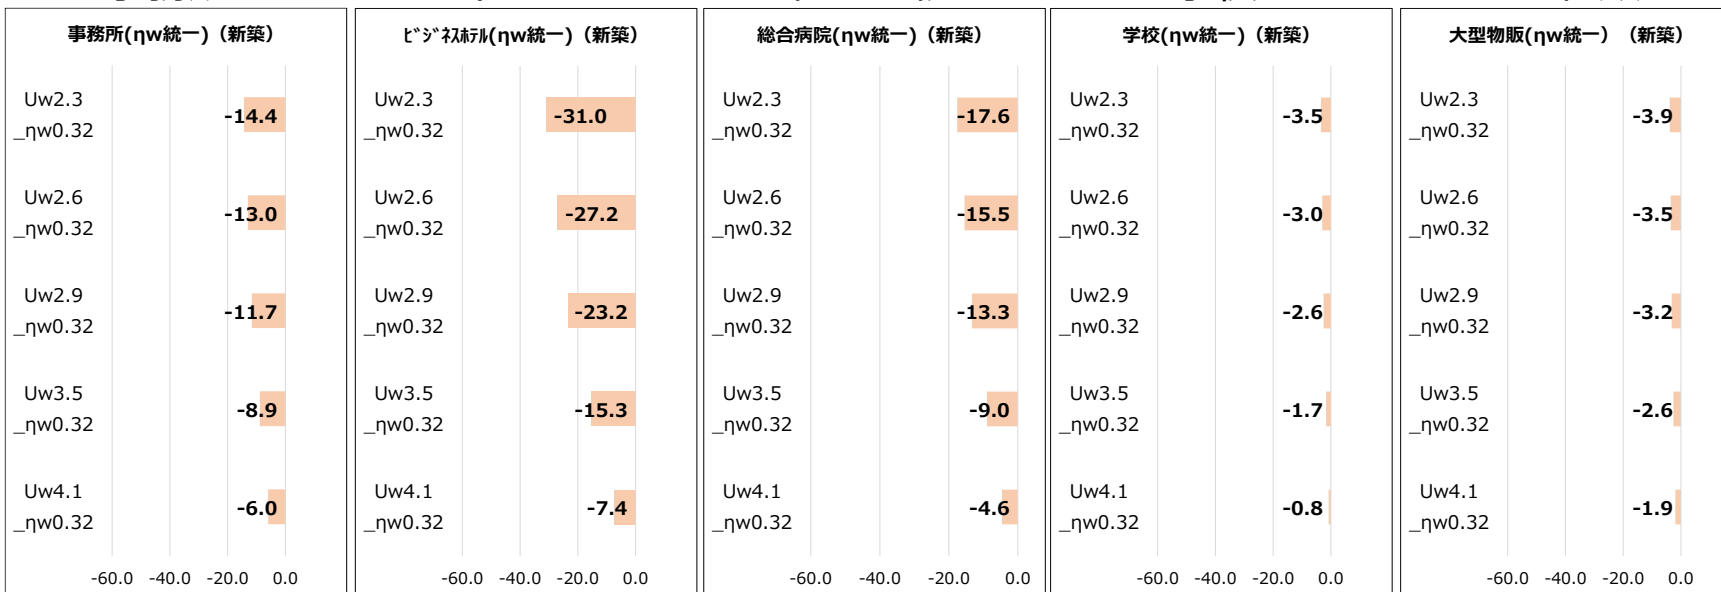 事務所(ηw統一)（新築）
Uw2.3
_ηw0.32
-14.4
Uw2.6
_ηw0.32
-13.0
Uw2.9
_ηw0.32
-11.7
Uw3.5
_ηw0.32
-8.9
Uw4.1
_ηw0.32
-6.0
-60.0 -40.0 -20.0 0.0
ﾋﾞｼﾞﾈｽﾎﾃﾙ(ηw統一)（新築）
Uw2.3
_ηw0.32
-31.0
Uw2.6
_ηw0.32
-27.2
Uw2.9
_ηw0.32
-23.2
Uw3.5
_ηw0.32
-15.3
Uw4.1
_ηw0.32
-7.4
-60.0 -40.0 -20.0 0.0
総合病院(ηw統一)（新築）
Uw2.3
_ηw0.32
-17.6
Uw2.6
_ηw0.32
-15.5
Uw2.9
_ηw0.32
-13.3
Uw3.5
_ηw0.32
-9.0
Uw4.1
_ηw0.32
-4.6
-60.0 -40.0 -20.0 0.0
学校(ηw統一)（新築）
Uw2.3
_ηw0.32
-3.5
Uw2.6
_ηw0.32
-3.0
Uw2.9
_ηw0.32
-2.6
Uw3.5
_ηw0.32
-1.7
Uw4.1
_ηw0.32
-0.8
-60.0 -40.0 -20.0 0.0
大型物販(ηw統一）（新築）
Uw2.3
_ηw0.32
-3.9
Uw2.6
_ηw0.32
-3.5
Uw2.9
_ηw0.32
-3.2
Uw3.5
_ηw0.32
-2.6
Uw4.1
_ηw0.32
-1.9
-60.0 -40.0 -20.0 0.0